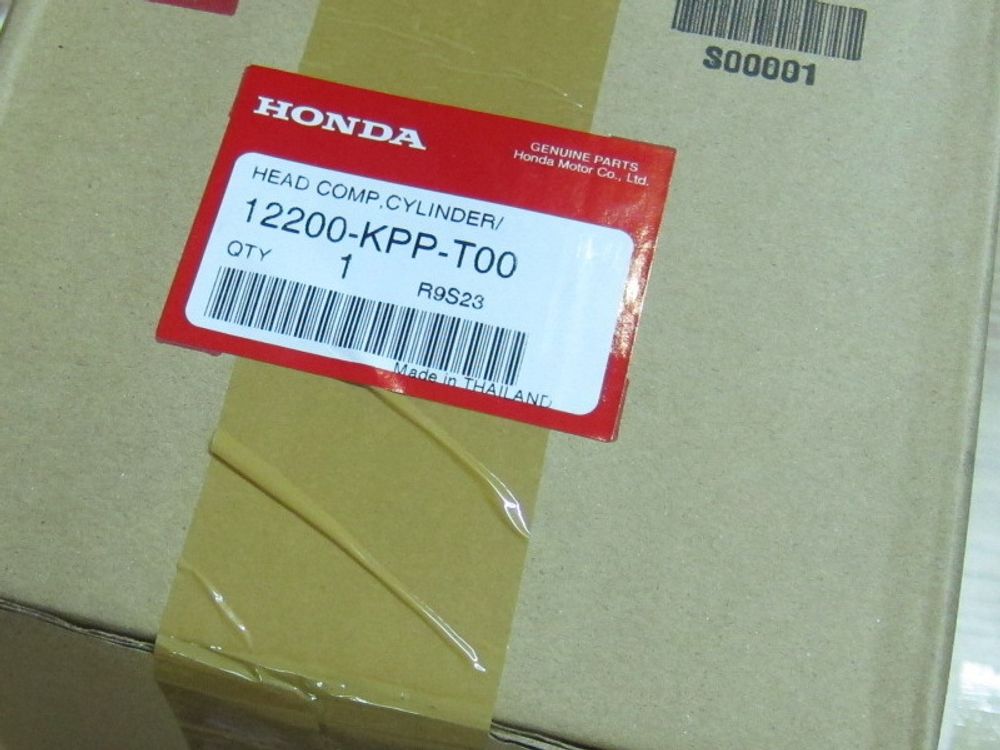 S00001
HONDA
GENUINE PARTS
Honda Motor Co., Ltd.
HEAD COMP,CYLINDER/
12200-KPP-T00
QTY 1
R9S23
Made in THAILAND